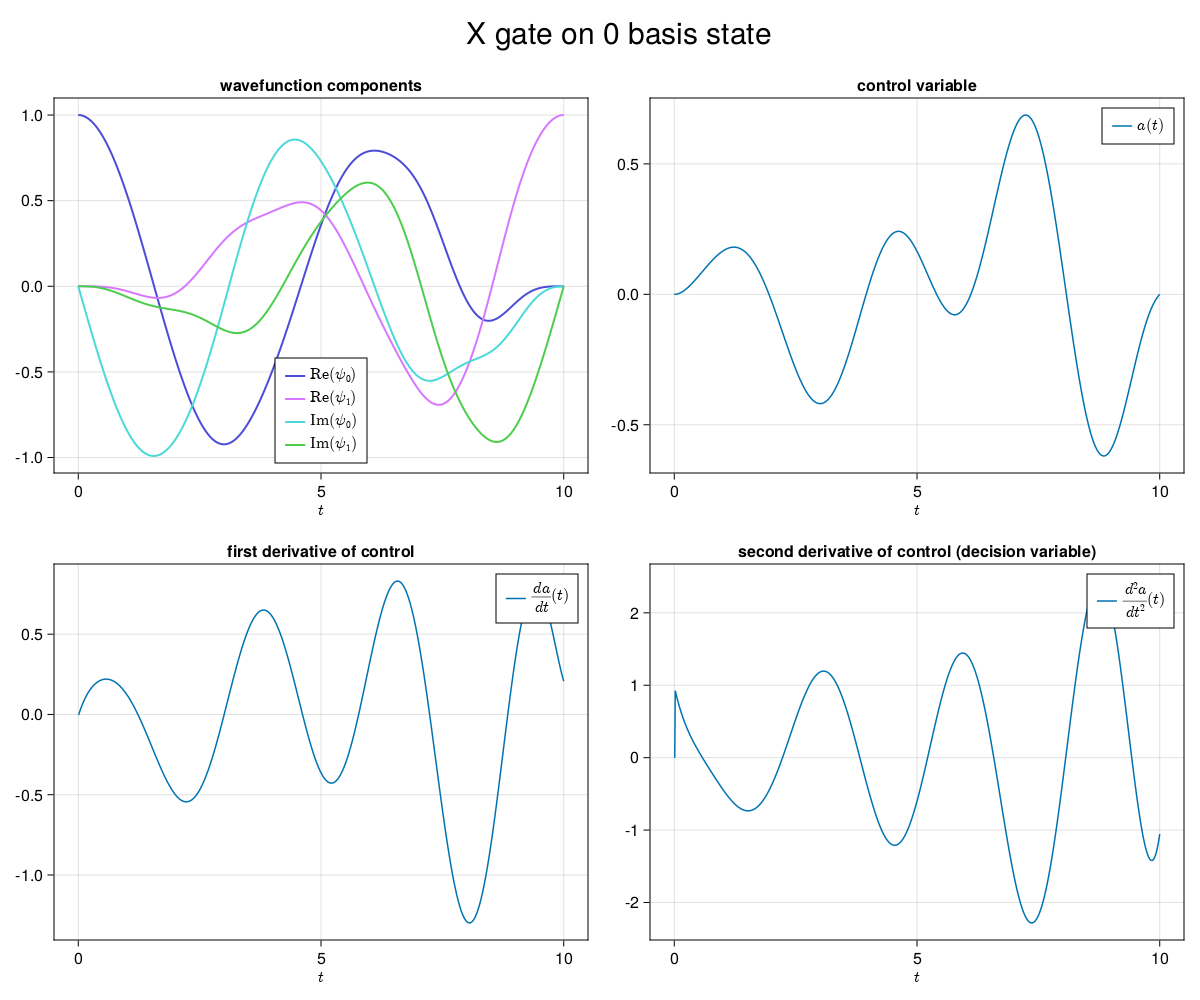 X gate on 0 basis state
wavefunction components
1.0
0.5
0.0
-0.5
-1.0
Re(ψ₀)
Re(ψ₁)
Im(ψ₀)
Im(ψ₁)
0 5 10
t
control variable
0.5
0.0
-0.5
a(t)
0 5 10
t
first derivative of control
0.5
0.0
-0.5
-1.0
da/dt (t)
0 5 10
t
second derivative of control (decision variable)
2
1
0
-1
-2
d²a/dt² (t)
0 5 10
t